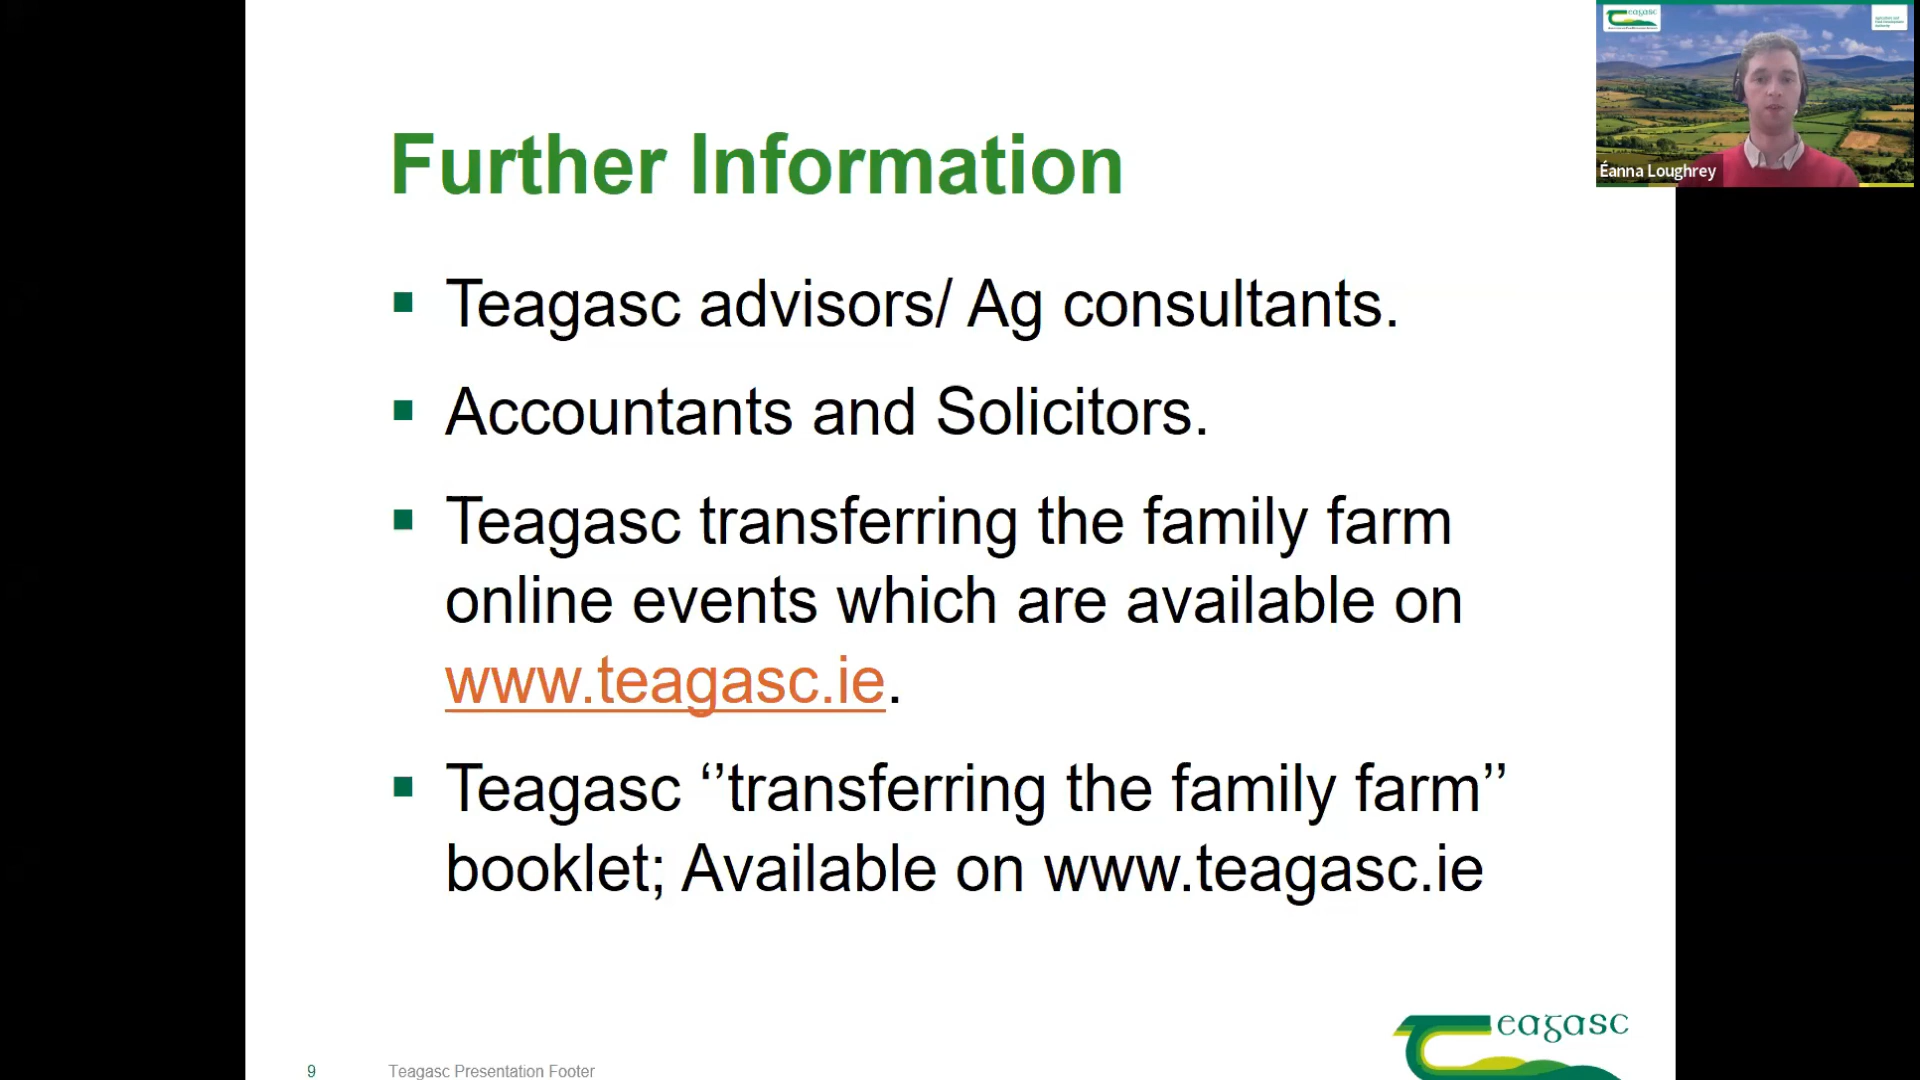 Further Information
▪ Teagasc advisors/ Ag consultants.
▪ Accountants and Solicitors.
▪ Teagasc transferring the family farm
online events which are available on
www.teagasc.ie.
▪ Teagasc ‘’transferring the family farm’’
booklet; Available on www.teagasc.ie
9 Teagasc Presentation Footer
eagasc
eagasc
Éanna Loughrey